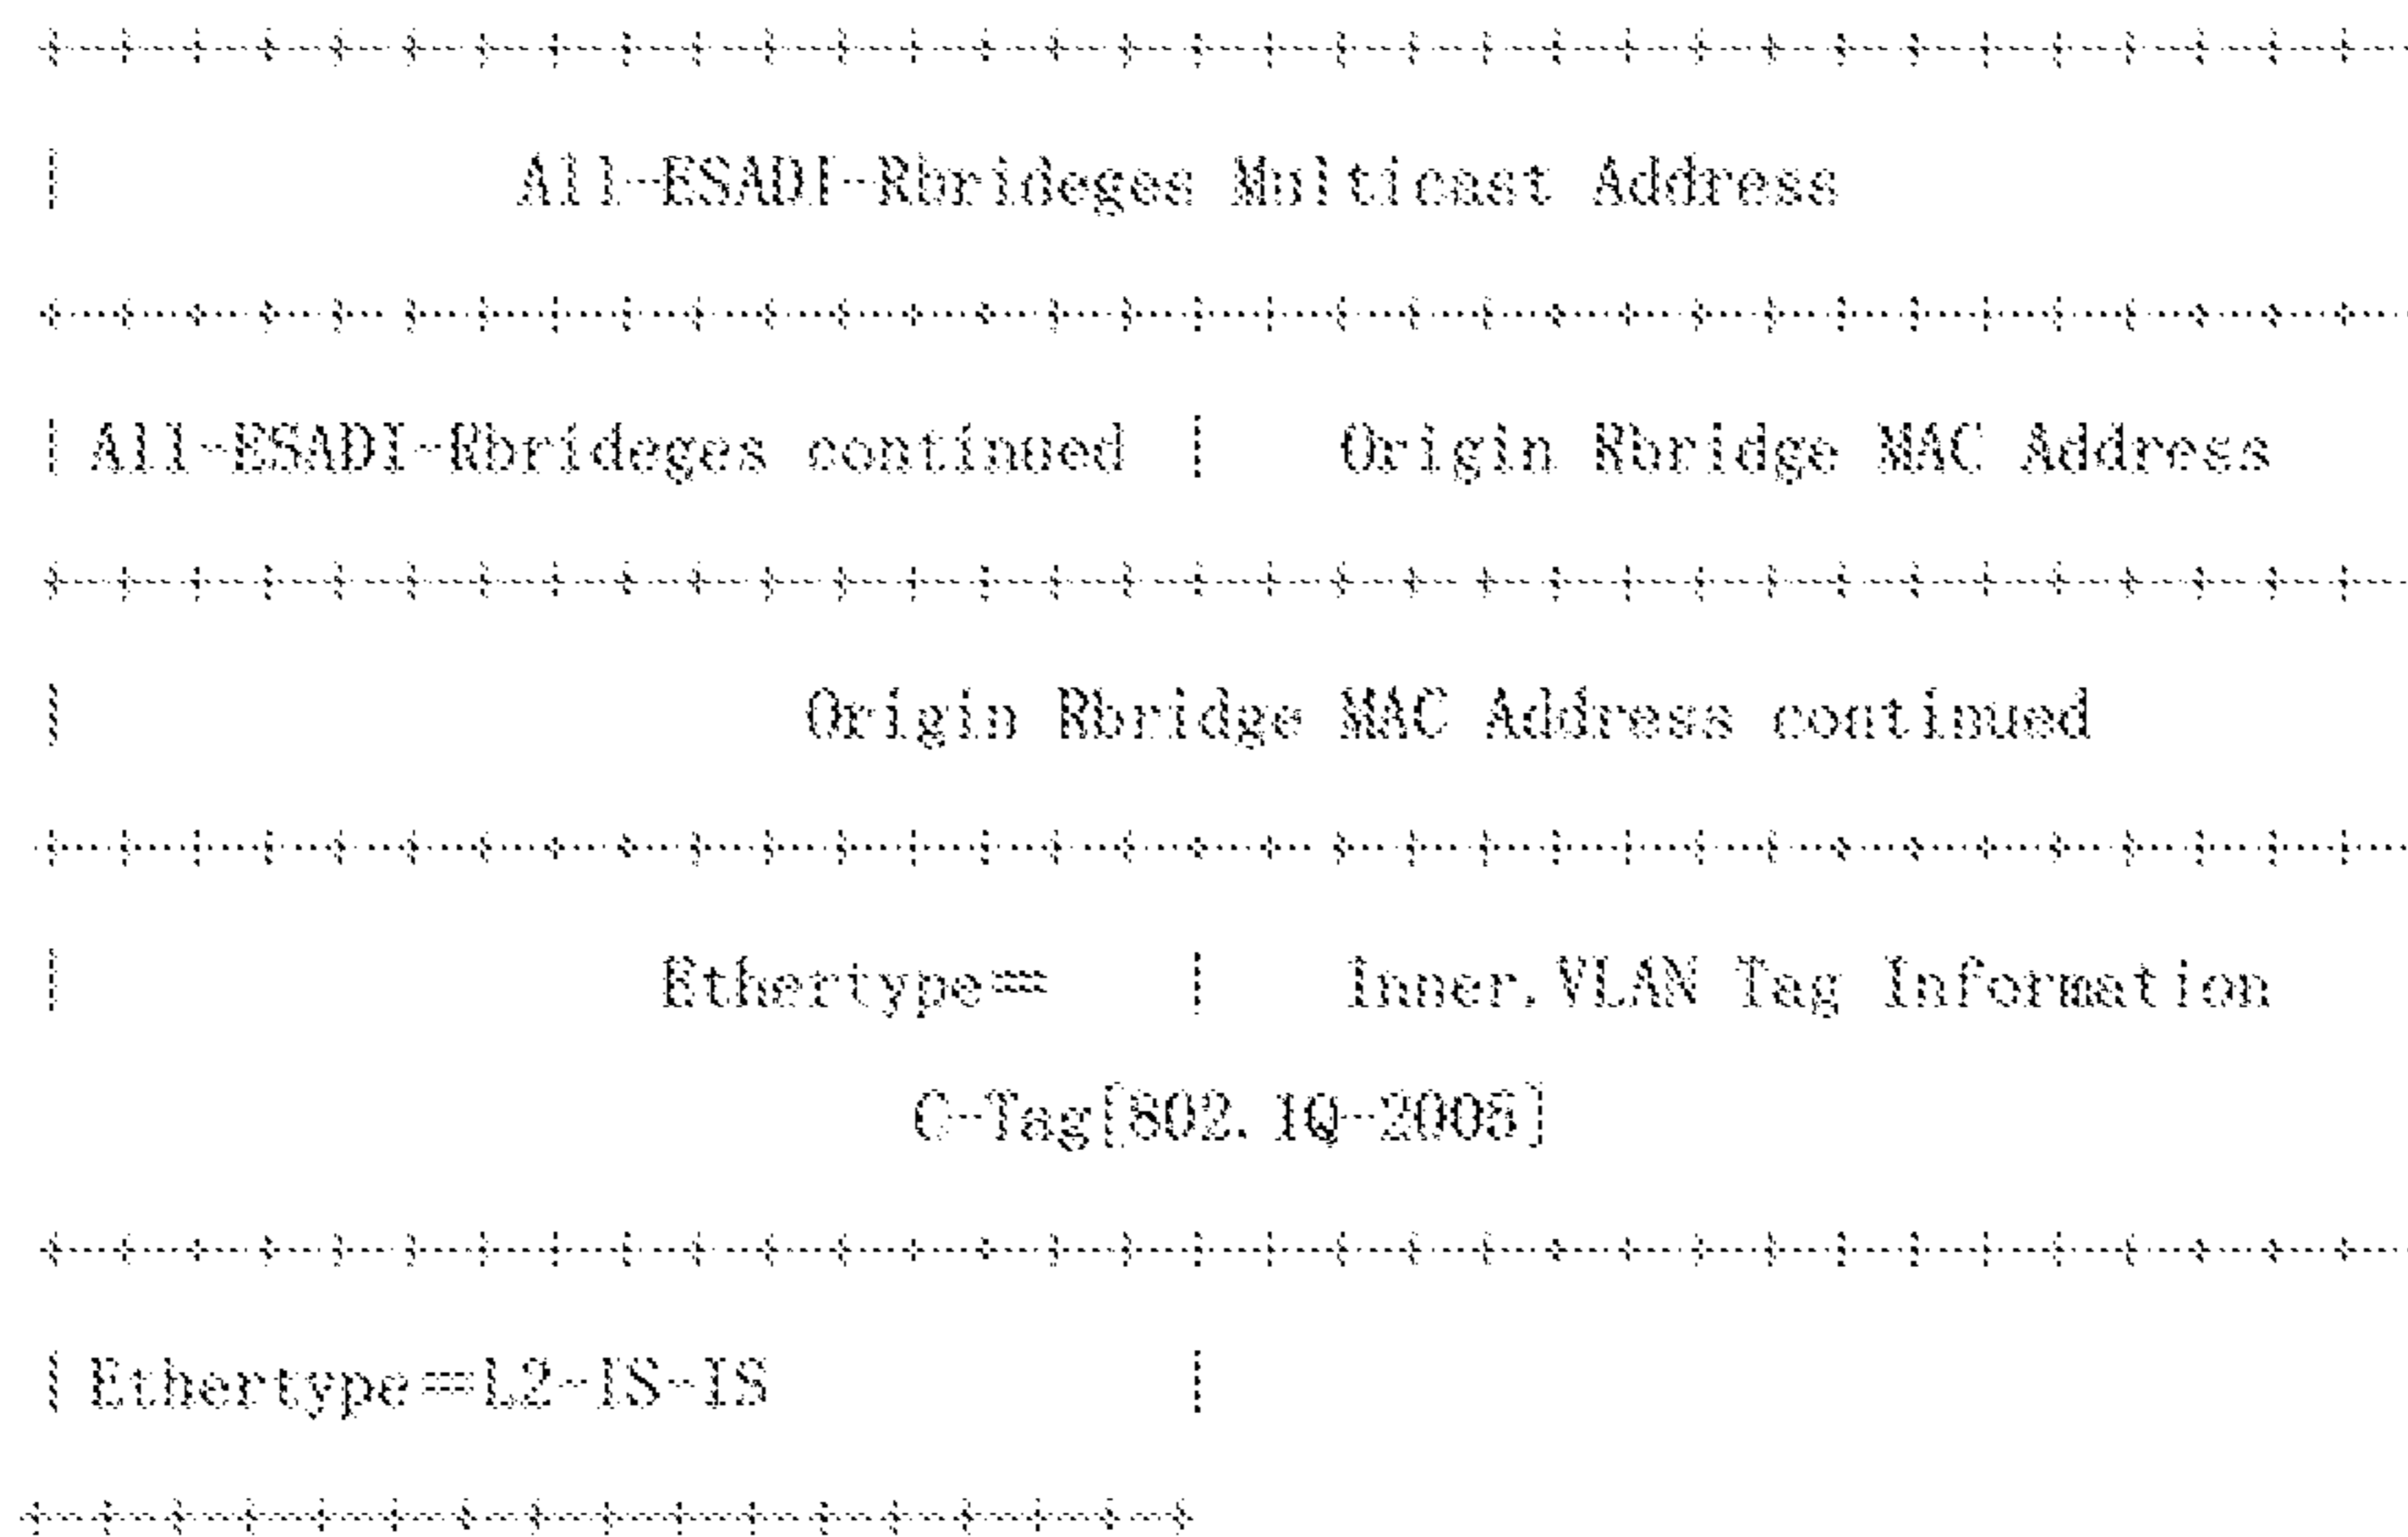 +-+-+-+-+-+-+-+-+-+-+-+-+-+-+-+-+-+-+-+-+-+-+-+-+-+-+-+-+-+-+-+-+-
| All-ESADI-Rbrideges Multicast Address
+-+-+-+-+-+-+-+-+-+-+-+-+-+-+-+-+-+-+-+-+-+-+-+-+-+-+-+-+-+-+-+-+-
| All-ESADI-Rbrideges continued | Origin Rbridge MAC Address
+-+-+-+-+-+-+-+-+-+-+-+-+-+-+-+-+-+-+-+-+-+-+-+-+-+-+-+-+-+-+-+-+-
| Origin Rbridge MAC Address continued
+-+-+-+-+-+-+-+-+-+-+-+-+-+-+-+-+-+-+-+-+-+-+-+-+-+-+-+-+-+-+-+-+-
| Ethertype= | Inner.VLAN Tag Information
C-Tag[802.1Q-2005]
+-+-+-+-+-+-+-+-+-+-+-+-+-+-+-+-+-+-+-+-+-+-+-+-+-+-+-+-+-+-+-+-+-
| Ethertype=L2-IS-IS |
+-+-+-+-+-+-+-+-+-+-+-+-+-+-+-+-+